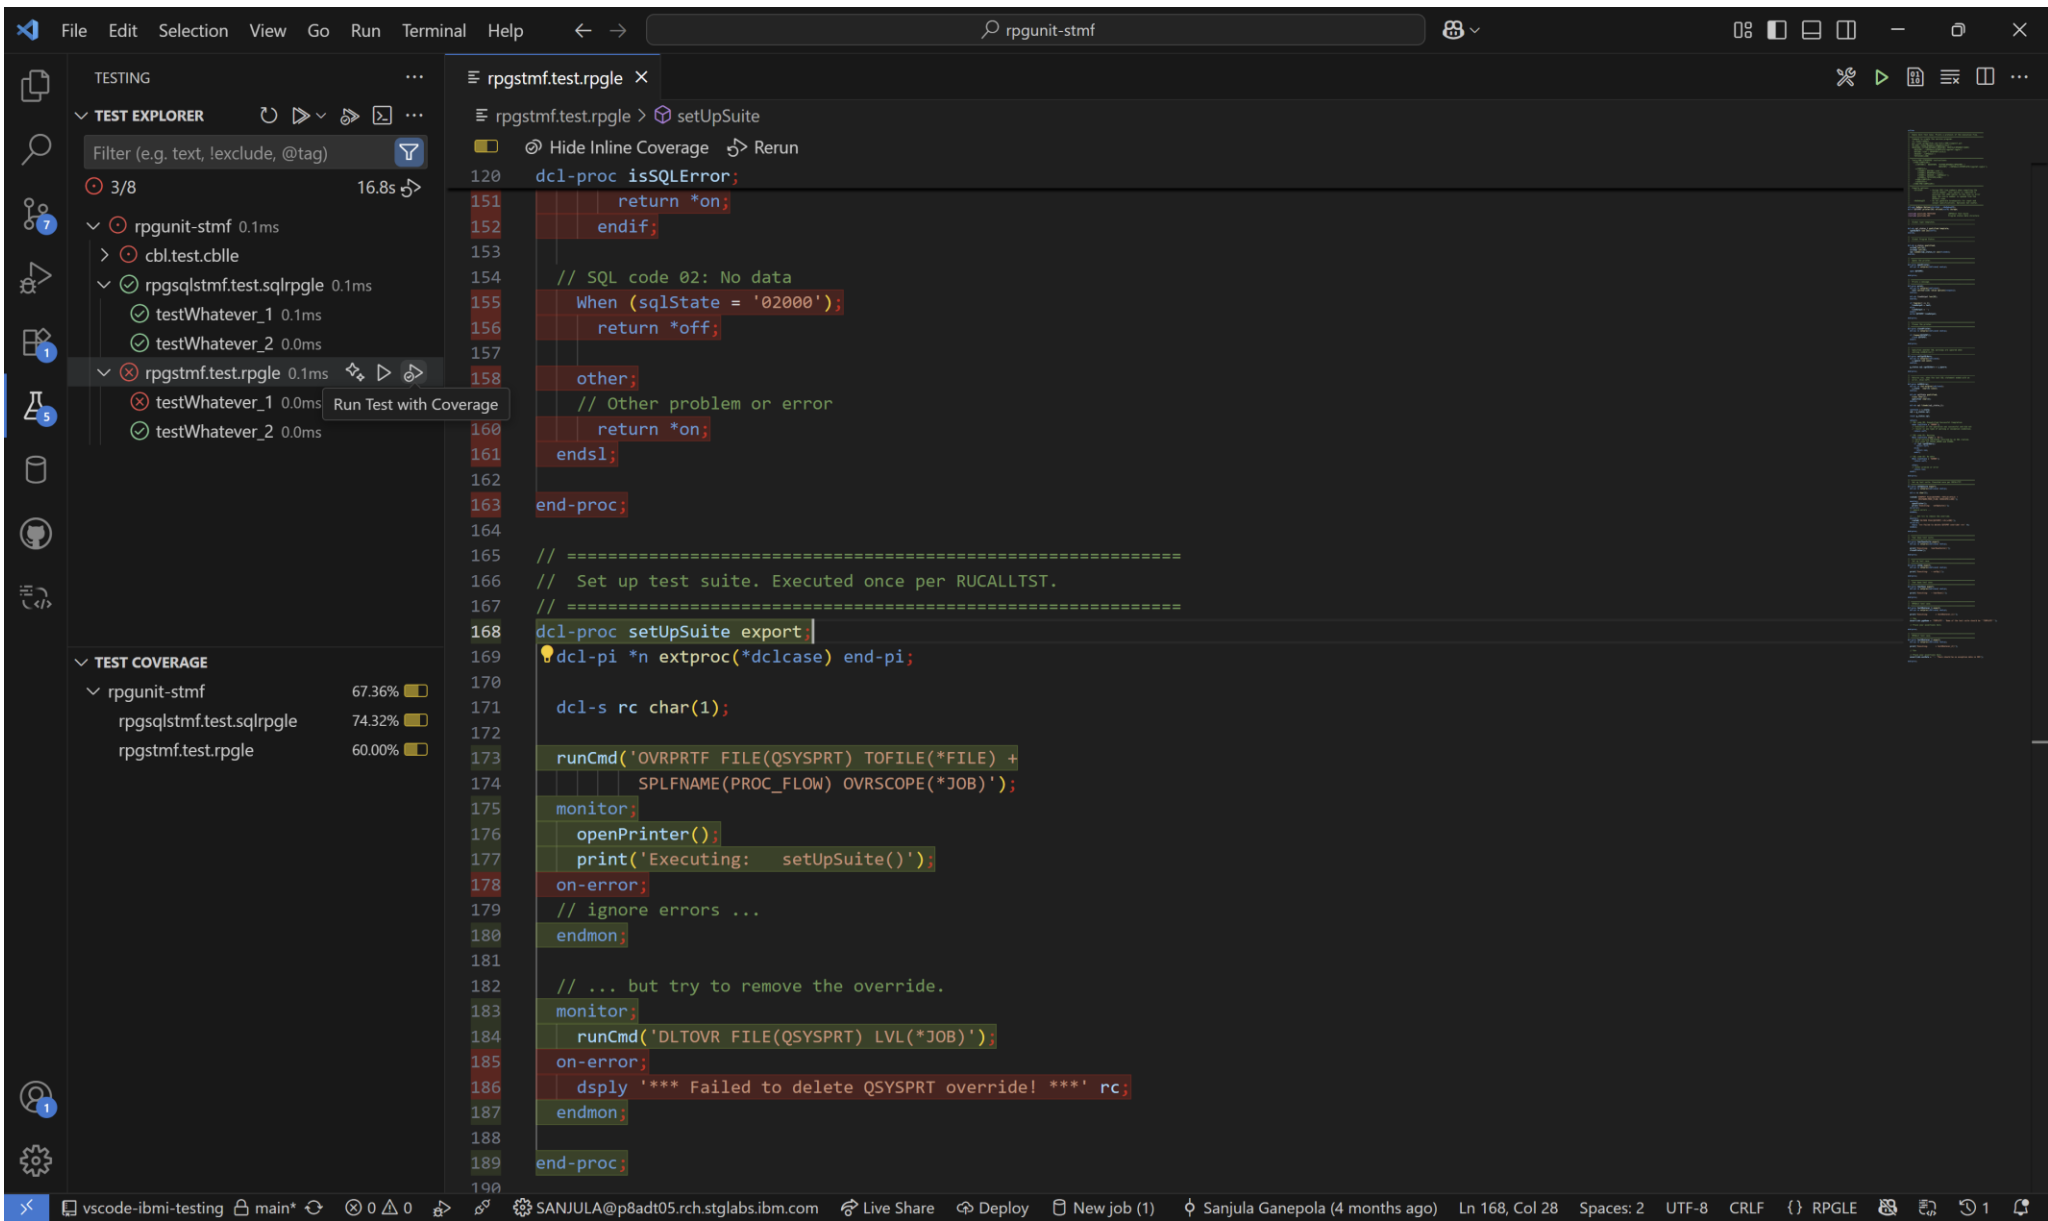 File Edit Selection View Go Run Terminal Help
rpgunit-stmf
TESTING
rpgstmf.test.rpgle
TEST EXPLORER
rpgstmf.test.rpgle > setUpSuite
Filter (e.g. text, !exclude, @tag)
Hide Inline Coverage Rerun
3/8 16.8s
rpgunit-stmf 0.1ms
cbl.test.cblle
rpgsqlstmf.test.sqlrpgle 0.1ms
testWhatever_1 0.1ms
testWhatever_2 0.0ms
rpgstmf.test.rpgle 0.1ms
testWhatever_1 0.0ms
Run Test with Coverage
testWhatever_2 0.0ms
7
1
5
1
TEST COVERAGE
rpgunit-stmf 67.36%
rpgsqlstmf.test.sqlrpgle 74.32%
rpgstmf.test.rpgle 60.00%
120 dcl-proc isSQLError;
151 return *on;
152 endif;
153
154 // SQL code 02: No data
155 When (sqlState = '02000');
156 return *off;
157
158 other;
// Other problem or error
160 return *on;
161 endsl;
162
163 end-proc;
164
165 // ============================================================
166 // Set up test suite. Executed once per RUCALLTST.
167 // ============================================================
168 dcl-proc setUpSuite export;
169 dcl-pi *n extproc(*dclcase) end-pi;
170
171 dcl-s rc char(1);
172
173 runCmd('OVRPRTF FILE(QSYSPRT) TOFILE(*FILE) +
174 SPLFNAME(PROC_FLOW) OVRSCOPE(*JOB)');
175 monitor;
176 openPrinter();
177 print('Executing:   setUpSuite()');
178 on-error;
179 // ignore errors ...
180 endmon;
181
182 // ... but try to remove the override.
183 monitor;
184 runCmd('DLTOVR FILE(QSYSPRT) LVL(*JOB)');
185 on-error;
186 dsply '*** Failed to delete QSYSPRT override! ***' rc;
187 endmon;
188
189 end-proc;
190
vscode-ibmi-testing main* 0 0 SANJULA@p8adt05.rch.stglabs.ibm.com Live Share Deploy New job (1) Sanjula Ganepola (4 months ago) Ln 168, Col 28 Spaces: 2 UTF-8 CRLF {} RPGLE 1